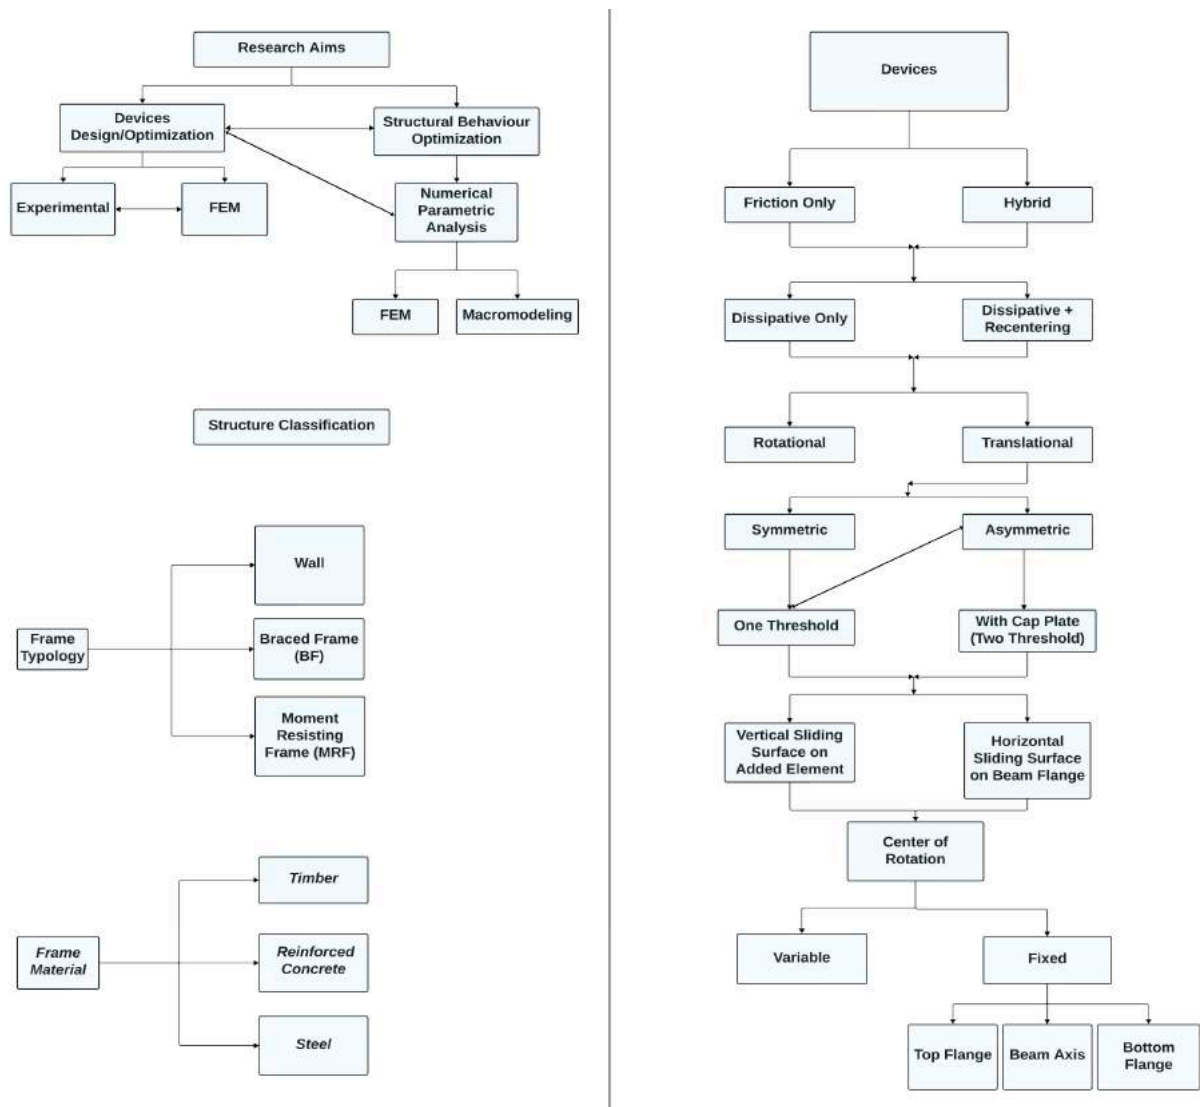 Research Aims
Devices
Design/Optimization
Structural Behaviour
Optimization
Experimental
FEM
Numerical
Parametric
Analysis
FEM
Macromodeling
Structure Classification
Frame
Typology
Wall
Braced Frame
(BF)
Moment
Resisting
Frame (MRF)
Frame
Material
Timber
Reinforced
Concrete
Steel
Devices
Friction Only
Hybrid
Dissipative Only
Dissipative +
Recentering
Rotational
Translational
Symmetric
Asymmetric
One Threshold
With Cap Plate
(Two Threshold)
Vertical Sliding
Surface on
Added Element
Horizontal
Sliding Surface
on Beam Flange
Center of
Rotation
Variable
Fixed
Top Flange
Beam Axis
Bottom
Flange